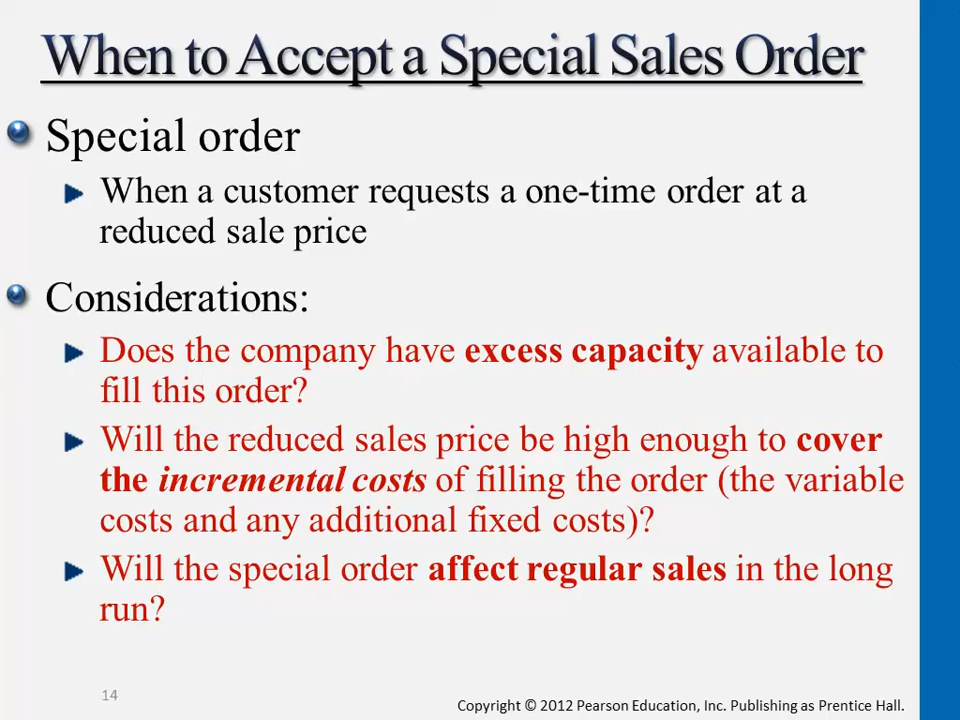 When to Accept a Special Sales Order
Special order
When a customer requests a one-time order at a
reduced sale price
Considerations:
Does the company have excess capacity available to
fill this order?
Will the reduced sales price be high enough to cover
the incremental costs of filling the order (the variable
costs and any additional fixed costs)?
Will the special order affect regular sales in the long
run?
14
Copyright © 2012 Pearson Education, Inc. Publishing as Prentice Hall.